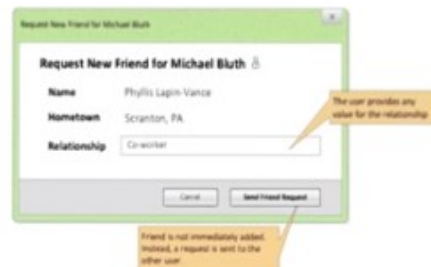 Request New Friend for Michael Bluth
Request New Friend for Michael Bluth
Name Phyllis Lapin-Vance
Hometown Scranton, PA
Relationship Co-worker
The user provides any
value for the relationship
Cancel Send Friend Request
Friend is not immediately added.
Instead, a request is sent to the
other user.